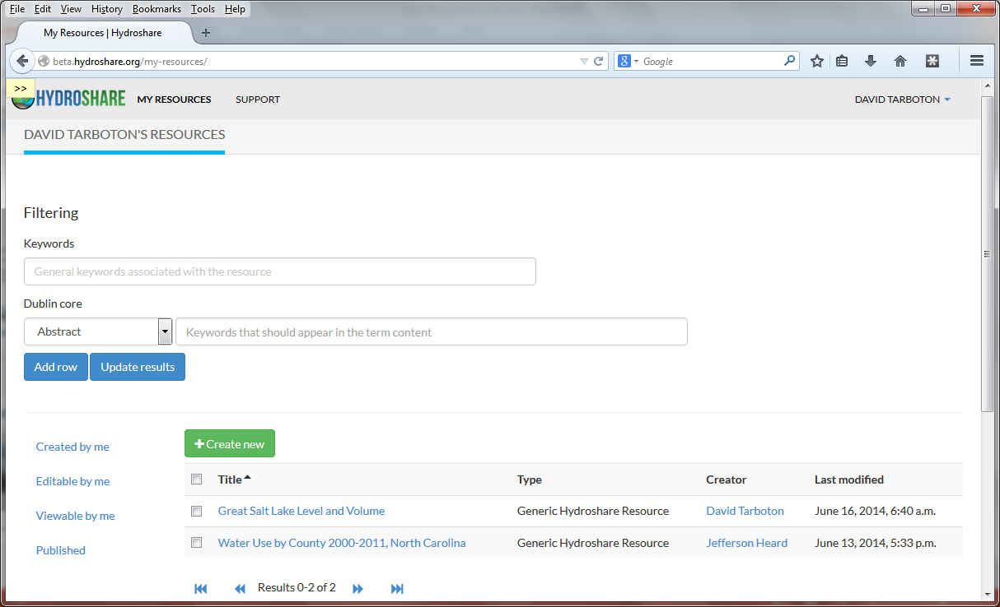 File Edit View History Bookmarks Tools Help
My Resources | Hydroshare
beta.hydroshare.org/my-resources/ 8 Google
>> HYDROSHARE MY RESOURCES SUPPORT DAVID TARBOTON
DAVID TARBOTON'S RESOURCES
Filtering
Keywords
General keywords associated with the resource
Dublin core
Abstract Keywords that should appear in the term content
Add row Update results
Created by me
Editable by me
Viewable by me
Published
Create new
Title Type Creator Last modified
Great Salt Lake Level and Volume Generic Hydroshare Resource David Tarboton June 16, 2014, 6:40 a.m.
Water Use by County 2000-2011, North Carolina Generic Hydroshare Resource Jefferson Heard June 13, 2014, 5:33 p.m.
Results 0-2 of 2